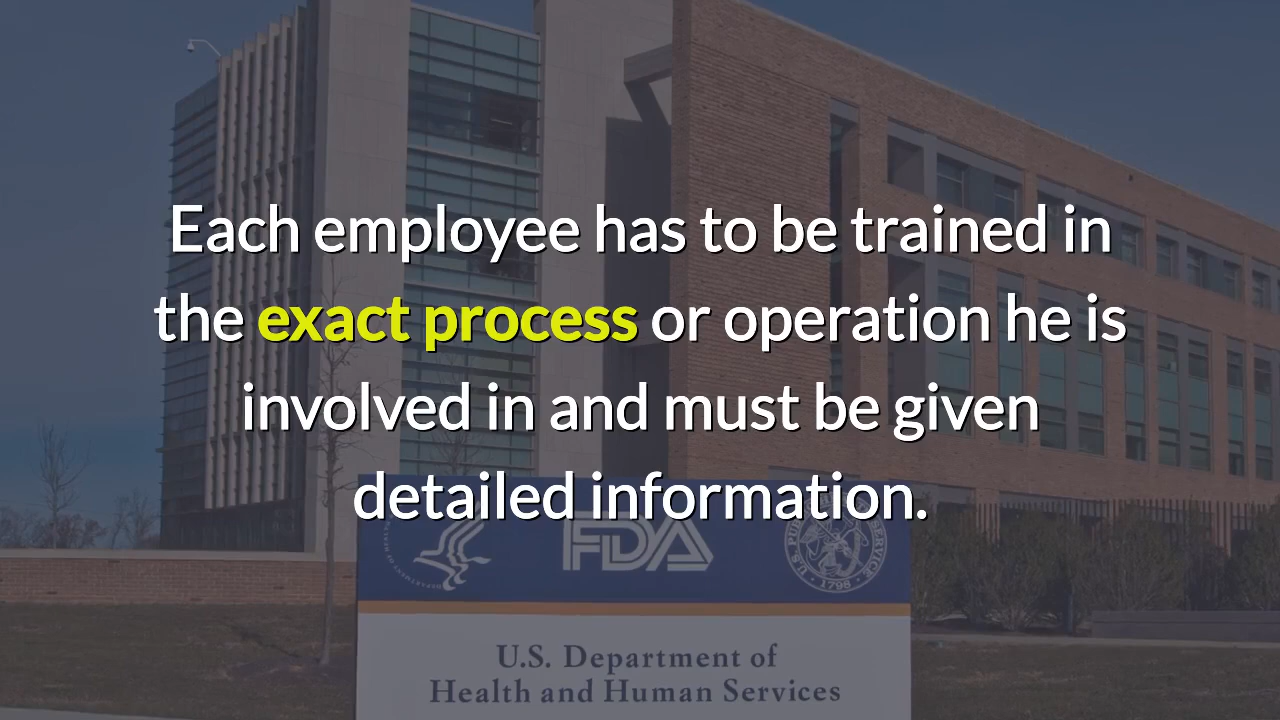 Each employee has to be trained in
the exact process or operation he is
involved in and must be given
detailed information.
FDA
1798
U.S. Department of
Health and Human Services